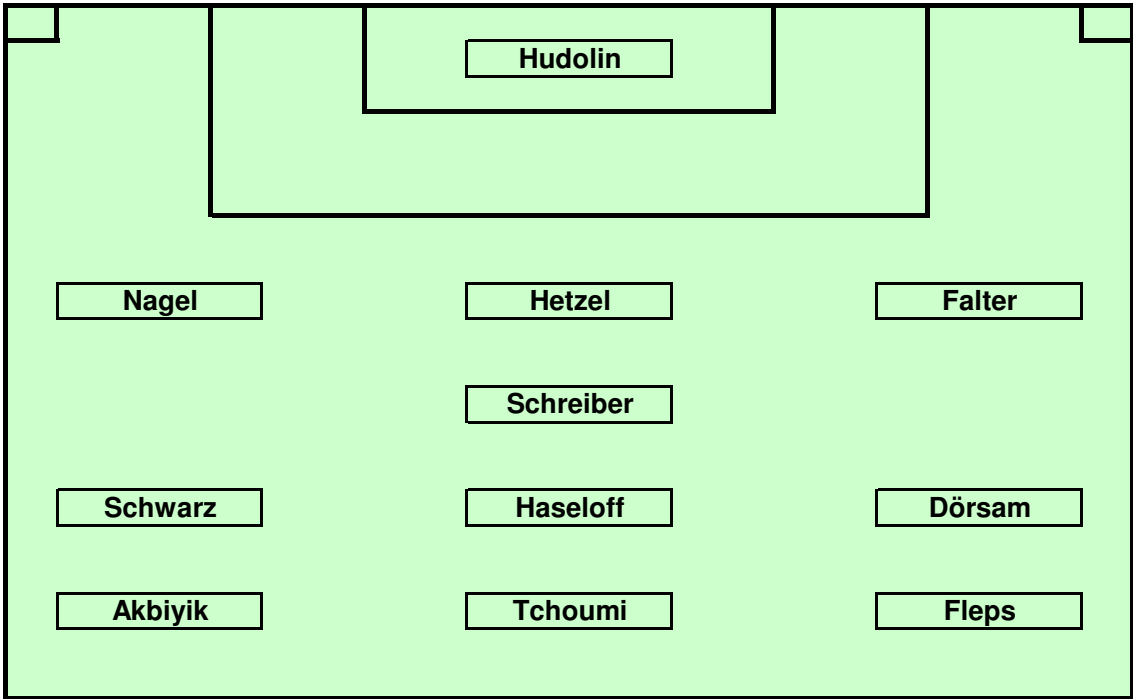 Hudolin
Nagel Hetzel Falter
Schreiber
Schwarz Haseloff Dörsam
Akbiyik Tchoumi Fleps